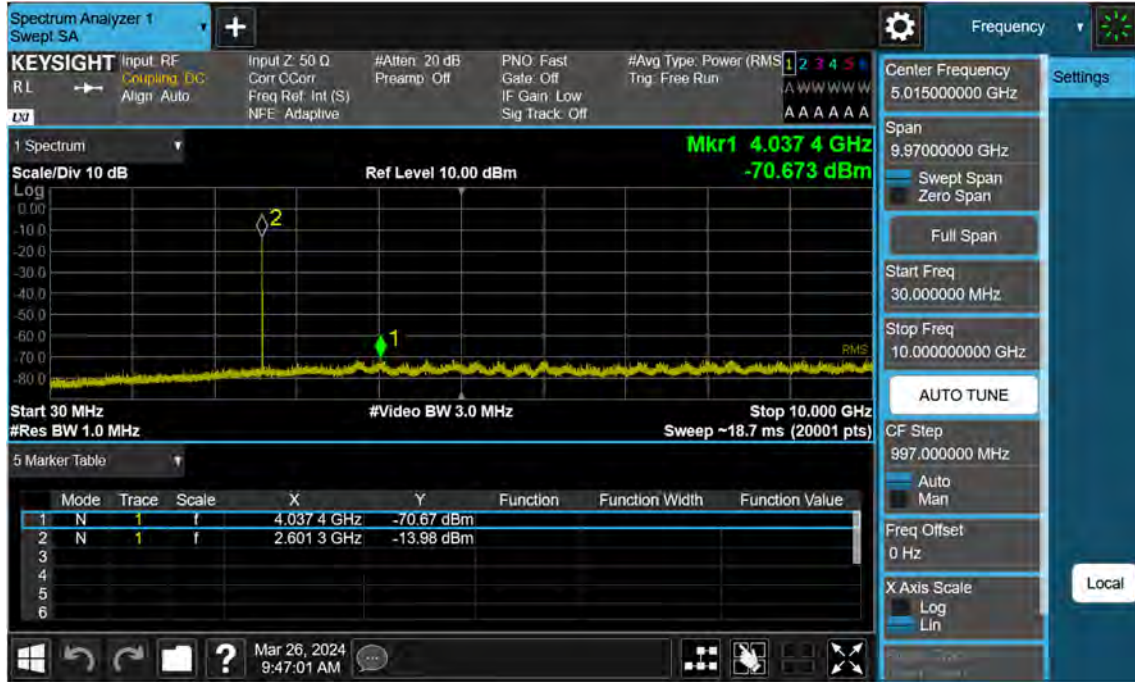 Spectrum Analyzer 1
Swept SA
+
Frequency
KEYSIGHT
RL
LXI
Input: RF
Coupling: DC
Align: Auto
Input Z: 50 Ω
Corr CCorr
Freq Ref: Int (S)
NFE: Adaptive
#Atten: 20 dB
Preamp: Off
PNO: Fast
Gate: Off
IF Gain: Low
Sig Track: Off
#Avg Type: Power (RMS
Trig: Free Run
1 2 3 4 5 6
A W W W W W
A A A A A A
1 Spectrum
Scale/Div 10 dB
Ref Level 10.00 dBm
Mkr1 4.037 4 GHz
-70.673 dBm
Log
0.00
-10.0
-20.0
-30.0
-40.0
-50.0
-60.0
-70.0
-80.0
2
1
RMS
Start 30 MHz
#Video BW 3.0 MHz
Stop 10.000 GHz
#Res BW 1.0 MHz
Sweep ~18.7 ms (20001 pts)
5 Marker Table
Mode Trace Scale X Y Function Function Width Function Value
1 N 1 f 4.037 4 GHz -70.67 dBm
2 N 1 f 2.601 3 GHz -13.98 dBm
3
4
5
6
?
Mar 26, 2024
9:47:01 AM
Center Frequency
5.015000000 GHz
Settings
Span
9.97000000 GHz
Swept Span
Zero Span
Full Span
Start Freq
30.000000 MHz
Stop Freq
10.000000000 GHz
AUTO TUNE
CF Step
997.000000 MHz
Auto
Man
Freq Offset
0 Hz
X Axis Scale
Log
Lin
Local